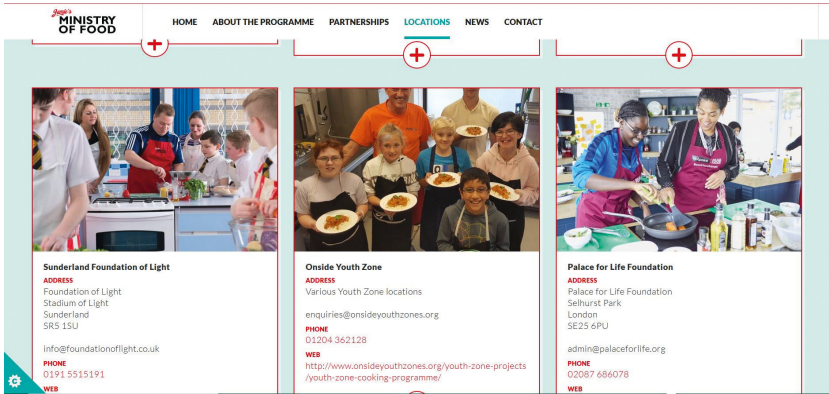 Jamie's
MINISTRY
OF FOOD
HOME ABOUT THE PROGRAMME PARTNERSHIPS LOCATIONS NEWS CONTACT
Sunderland Foundation of Light
ADDRESS
Foundation of Light
Stadium of Light
Sunderland
SR5 1SU
info@foundationoflight.co.uk
PHONE
0191 5515191
WEB
Onside Youth Zone
ADDRESS
Various Youth Zone locations
enquiries@onsideyouthzones.org
PHONE
01204 362128
WEB
http://www.onsideyouthzones.org/youth-zone-projects
/youth-zone-cooking-programme/
Palace for Life Foundation
ADDRESS
Palace for Life Foundation
Selhurst Park
London
SE25 6PU
admin@palaceforlife.org
PHONE
02087 686078
WEB